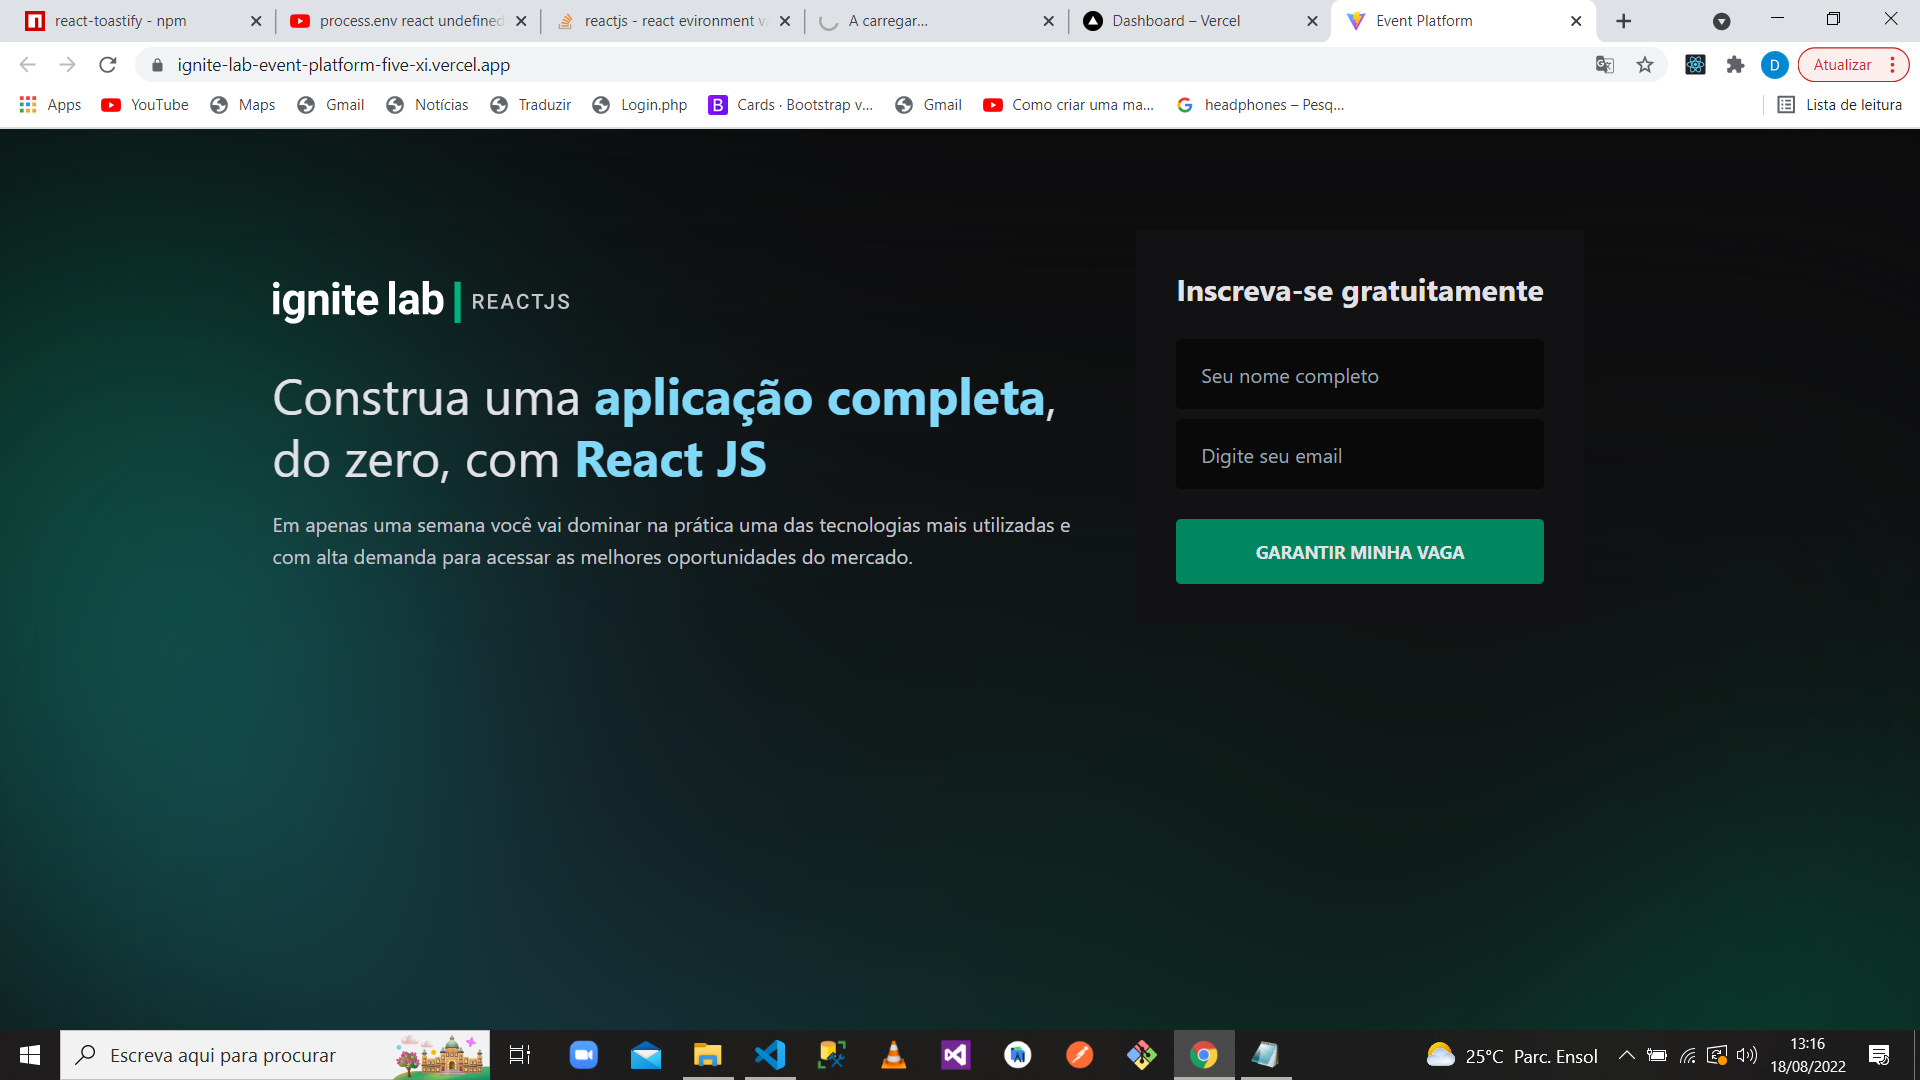 react-toastify - npm
process.env react undefined
reactjs - react evironment v
A carregar...
Dashboard – Vercel
Event Platform
ignite-lab-event-platform-five-xi.vercel.app
D
Atualizar
Apps
YouTube
Maps
Gmail
Notícias
Traduzir
Login.php
B
Cards · Bootstrap v...
Gmail
Como criar uma ma...
headphones – Pesq...
Lista de leitura
ignite lab | REACTJS
Construa uma aplicação completa,
do zero, com React JS
Em apenas uma semana você vai dominar na prática uma das tecnologias mais utilizadas e
com alta demanda para acessar as melhores oportunidades do mercado.
Inscreva-se gratuitamente
Seu nome completo
Digite seu email
GARANTIR MINHA VAGA
Escreva aqui para procurar
25°C Parc. Ensol
13:16
18/08/2022